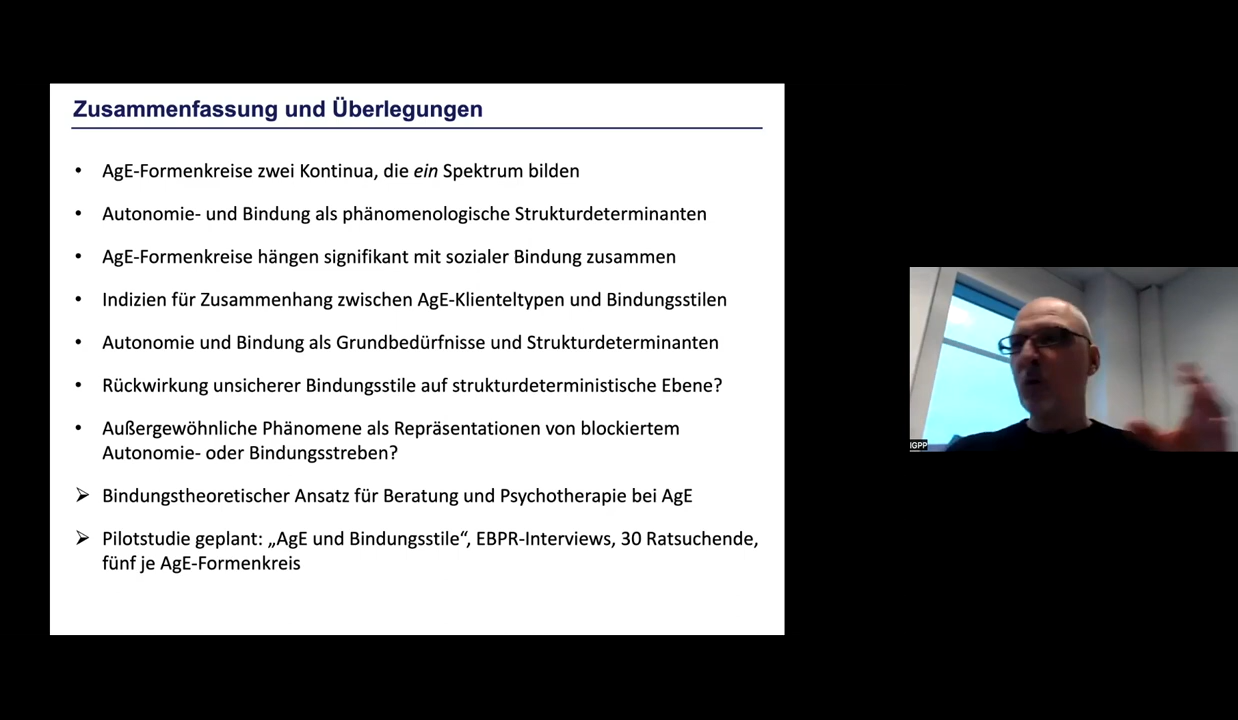 Zusammenfassung und Überlegungen
• AgE-Formenkreise zwei Kontinua, die ein Spektrum bilden
• Autonomie- und Bindung als phänomenologische Strukturdeterminanten
• AgE-Formenkreise hängen signifikant mit sozialer Bindung zusammen
• Indizien für Zusammenhang zwischen AgE-Klienteltypen und Bindungsstilen
• Autonomie und Bindung als Grundbedürfnisse und Strukturdeterminanten
• Rückwirkung unsicherer Bindungsstile auf strukturdeterministische Ebene?
• Außergewöhnliche Phänomene als Repräsentationen von blockiertem
Autonomie- oder Bindungsstreben?
➢ Bindungstheoretischer Ansatz für Beratung und Psychotherapie bei AgE
➢ Pilotstudie geplant: „AgE und Bindungsstile“, EBPR-Interviews, 30 Ratsuchende,
fünf je AgE-Formenkreis
IGPP